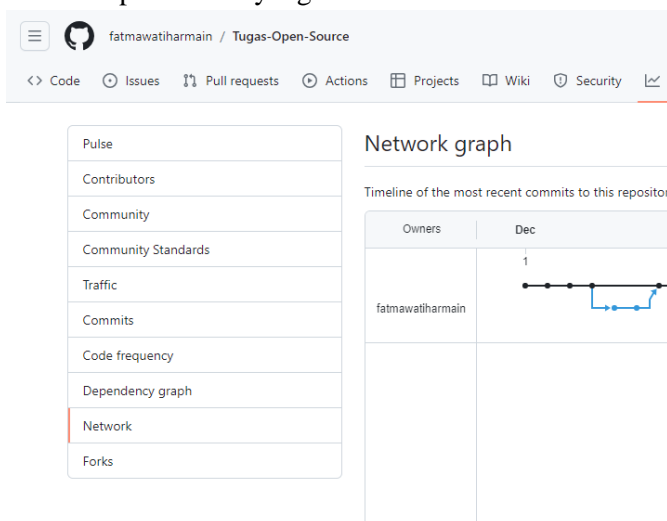 fatmawatiharmain / Tugas-Open-Source
<> Code Issues Pull requests Actions Projects Wiki Security
Pulse
Contributors
Community
Community Standards
Traffic
Commits
Code frequency
Dependency graph
Network
Forks
Network graph
Timeline of the most recent commits to this repositor
Owners Dec
1
fatmawatiharmain